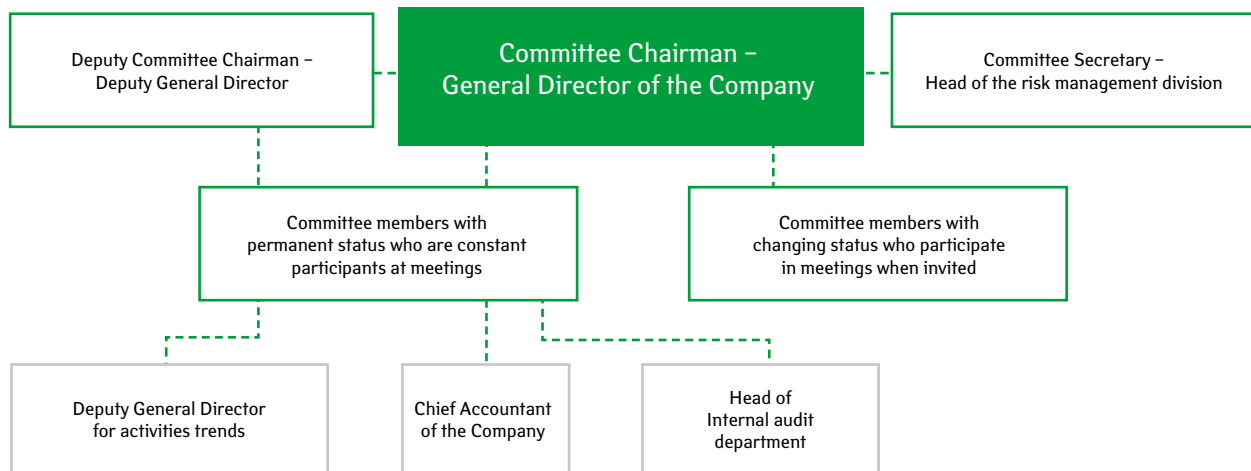 Deputy Committee Chairman –
Deputy General Director
Committee Chairman –
General Director of the Company
Committee Secretary –
Head of the risk management division
Committee members with
permanent status who are constant
participants at meetings
Committee members with
changing status who participate
in meetings when invited
Deputy General Director
for activities trends
Chief Accountant
of the Company
Head of
Internal audit
department